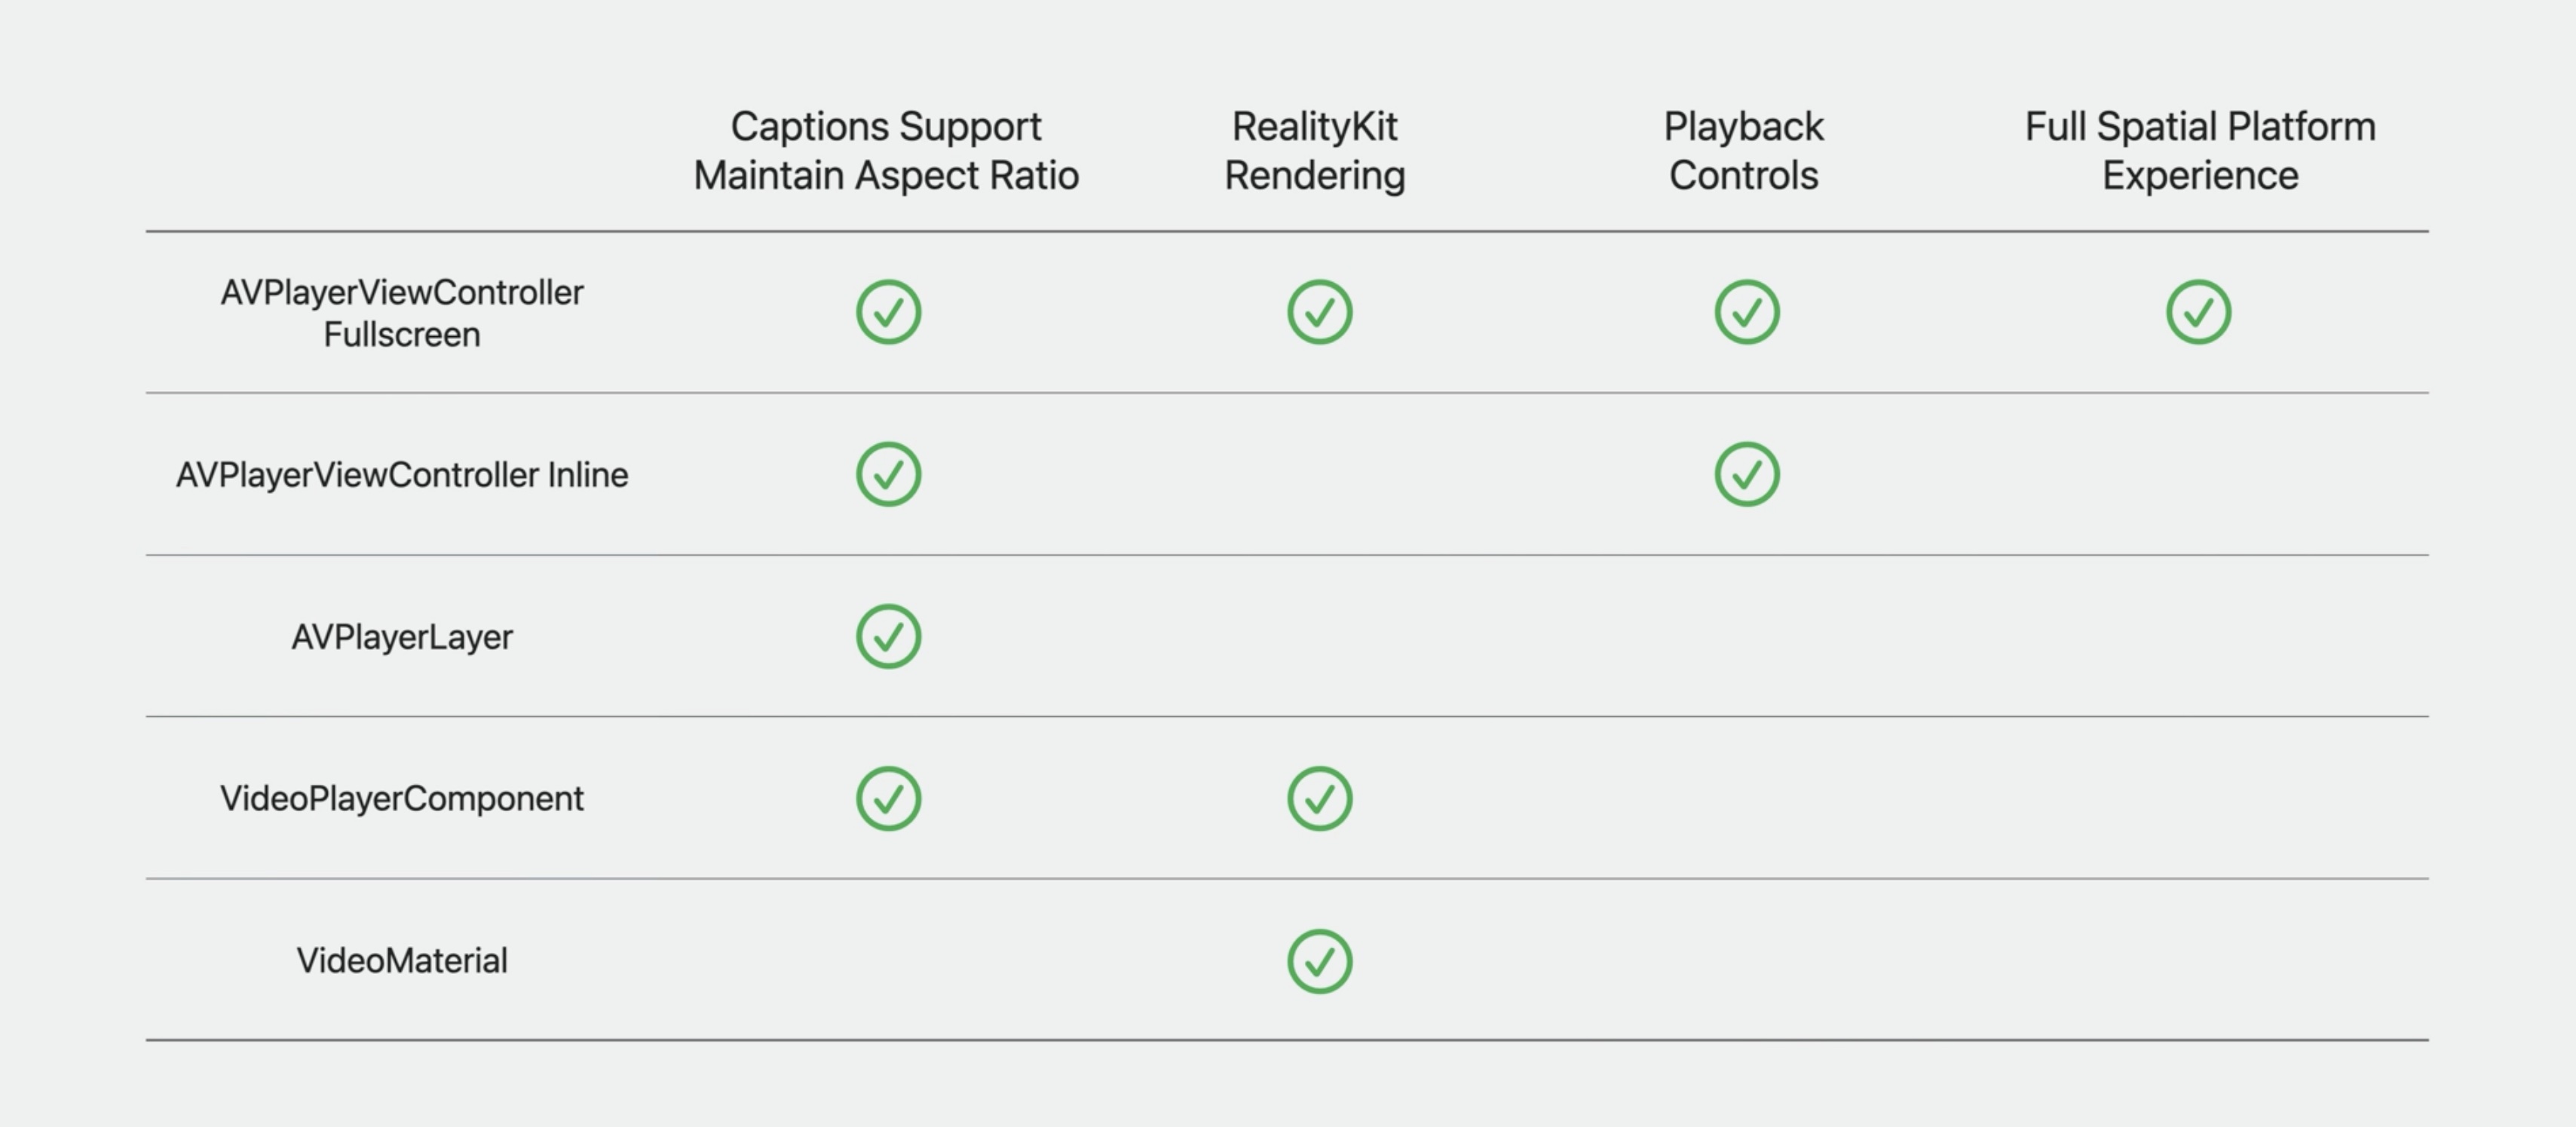 Captions Support
Maintain Aspect Ratio
RealityKit
Rendering
Playback
Controls
Full Spatial Platform
Experience
AVPlayerViewController
Fullscreen
AVPlayerViewController Inline
AVPlayerLayer
VideoPlayerComponent
VideoMaterial